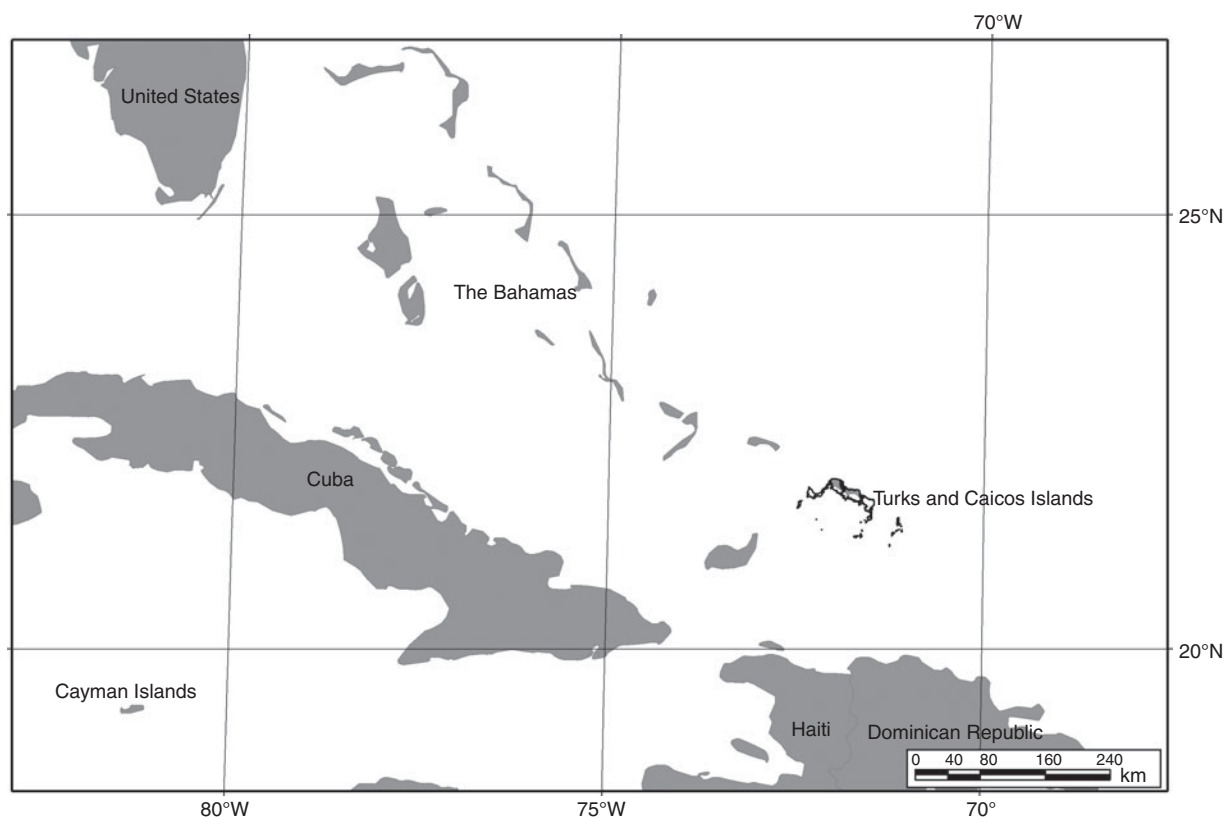 70°W
United States
25°N
The Bahamas
Cuba
Turks and Caicos Islands
20°N
Cayman Islands
Haiti
Dominican Republic
0 40 80 160 240
km
80°W
75°W
70°